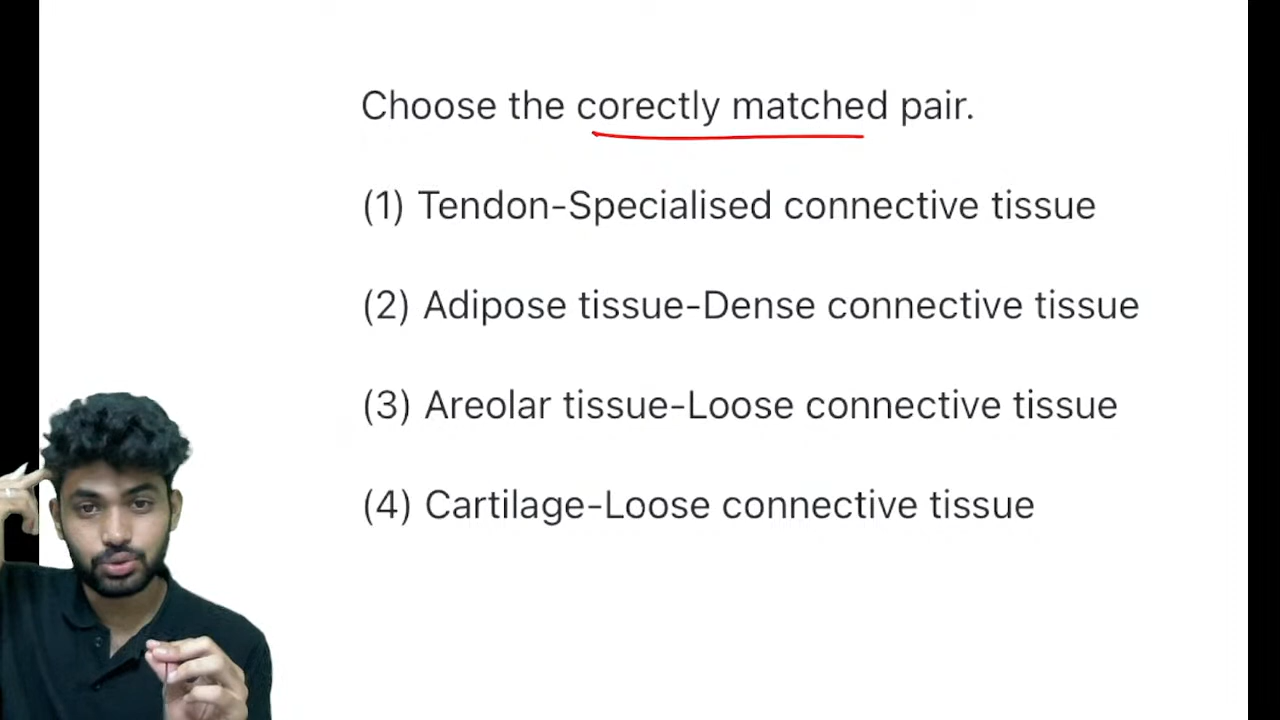 Choose the corectly matched pair.
(1) Tendon-Specialised connective tissue
(2) Adipose tissue-Dense connective tissue
(3) Areolar tissue-Loose connective tissue
(4) Cartilage-Loose connective tissue